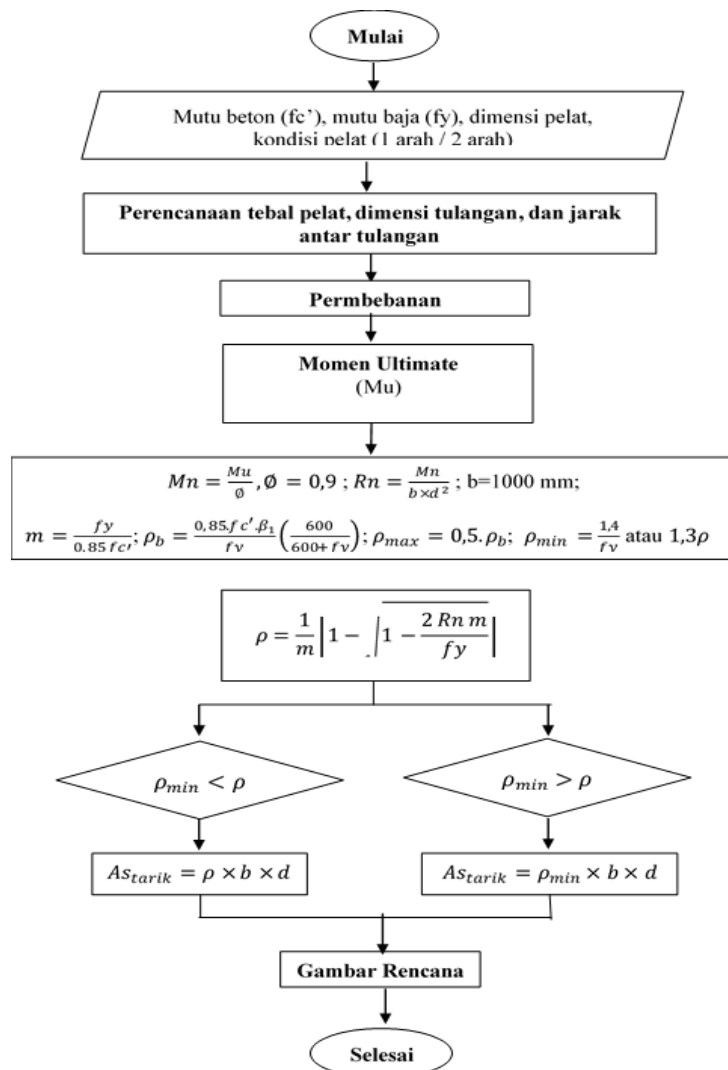 Mulai
Mutu beton (fc’), mutu baja (fy), dimensi pelat,
kondisi pelat (1 arah / 2 arah)
Perencanaan tebal pelat, dimensi tulangan, dan jarak
antar tulangan
Permbebanan
Momen Ultimate
(Mu)
Mn = Mu/∅ , ∅ = 0,9 ; Rn = Mn/(b×d²) ; b=1000 mm;
m = fy/(0.85 fc′); ρb = (0,85.fc′.β₁)/fy (600/(600+fy)); ρmax = 0,5.ρb; ρmin = 1,4/fy atau 1,3ρ
ρ = 1/m |1 − √(1 − (2 Rn m)/fy)|
ρmin < ρ
ρmin > ρ
Astarik = ρ × b × d
Astarik = ρmin × b × d
Gambar Rencana
Selesai